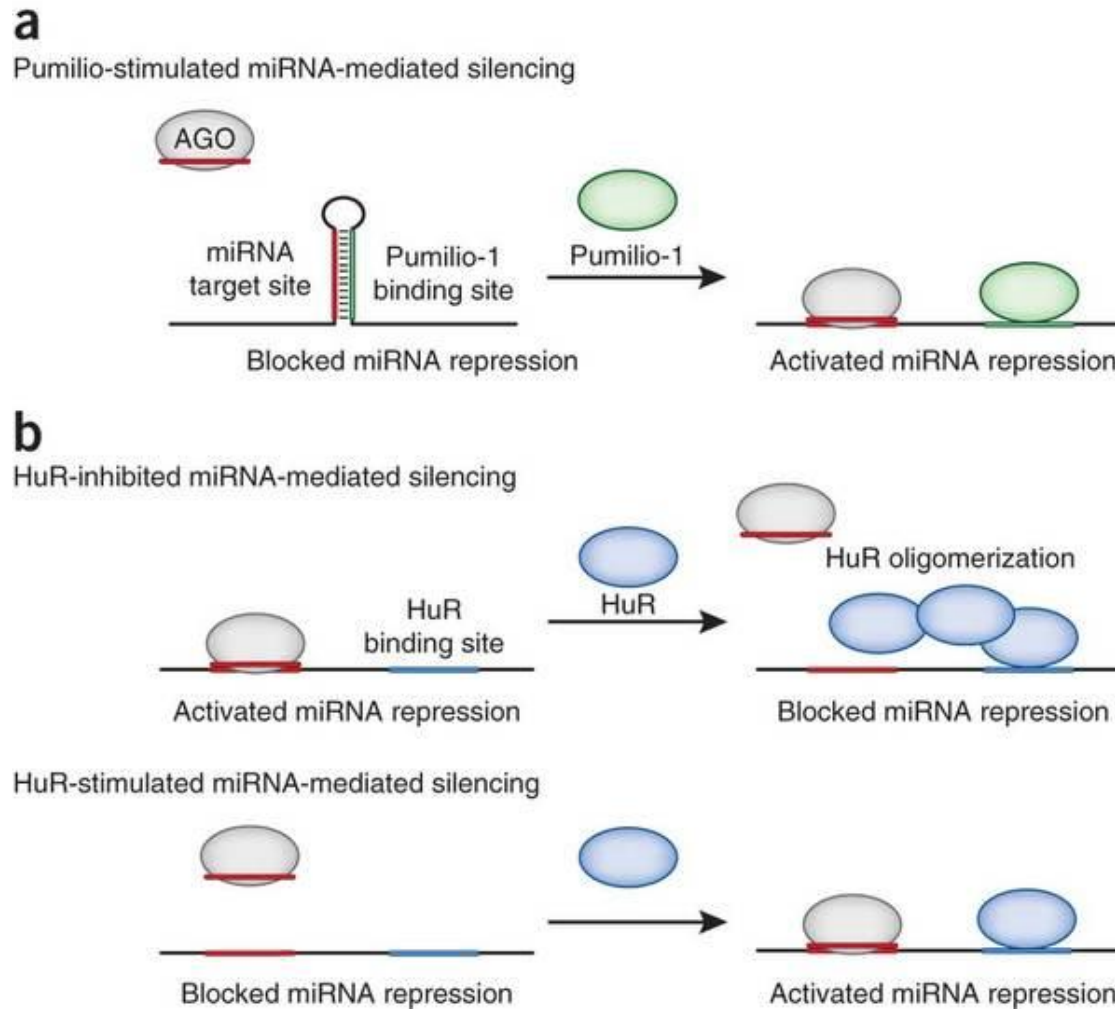 a
Pumilio-stimulated miRNA-mediated silencing
AGO
miRNA
target site
Pumilio-1
binding site
Pumilio-1
Blocked miRNA repression
Activated miRNA repression
b
HuR-inhibited miRNA-mediated silencing
HuR
binding site
HuR
HuR oligomerization
Activated miRNA repression
Blocked miRNA repression
HuR-stimulated miRNA-mediated silencing
Blocked miRNA repression
Activated miRNA repression